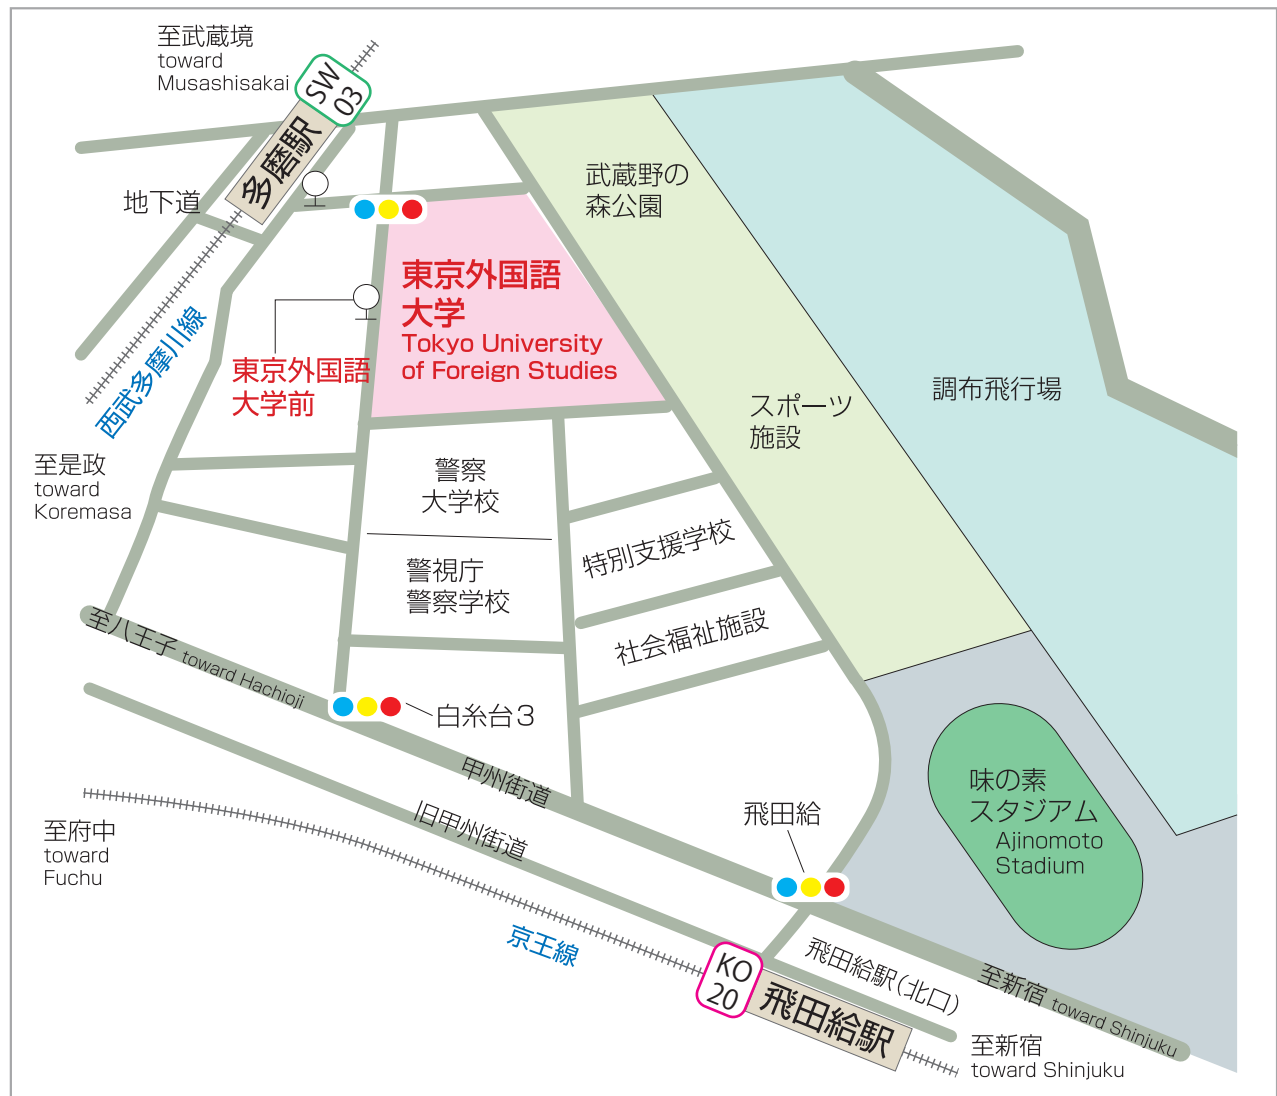 至武蔵境
toward
Musashisakai
SW
03
多磨駅
地下道
武蔵野の
森公園
東京外国語
大学
Tokyo University
of Foreign Studies
東京外国語
大学前
西武多摩川線
調布飛行場
スポーツ
施設
至是政
toward
Koremasa
警察
大学校
特別支援学校
警視庁
警察学校
社会福祉施設
至八王子 toward Hachioji
白糸台3
甲州街道
旧甲州街道
味の素
スタジアム
Ajinomoto
Stadium
飛田給
至府中
toward
Fuchu
京王線
KO
20
飛田給駅
飛田給駅(北口)
至新宿 toward Shinjuku
至新宿
toward Shinjuku